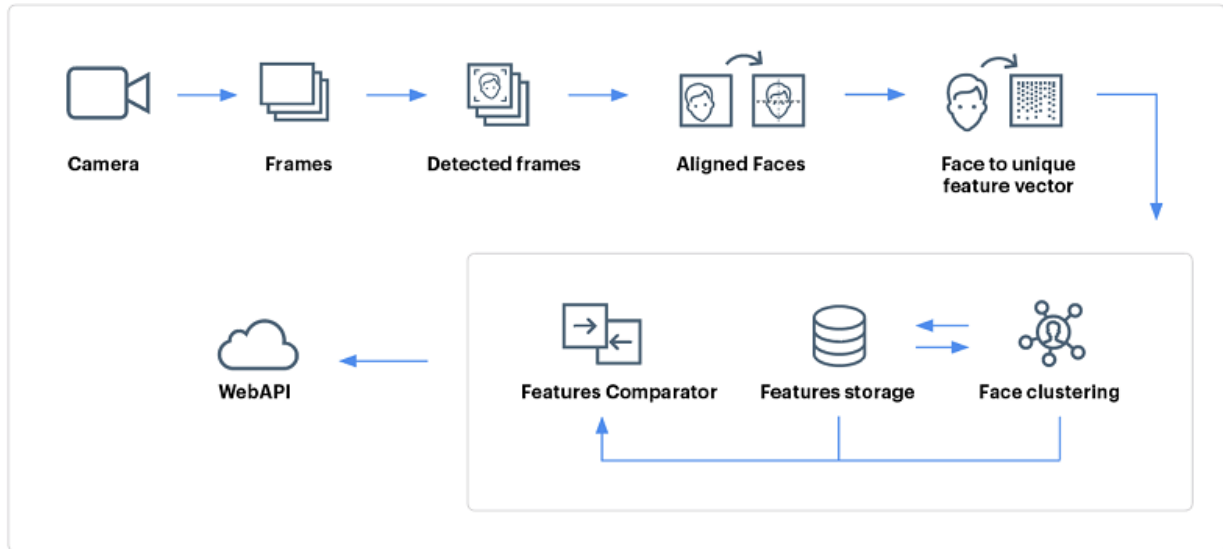 Camera
Frames
Detected frames
Aligned Faces
Face to unique
feature vector
WebAPI
Features Comparator
Features storage
Face clustering